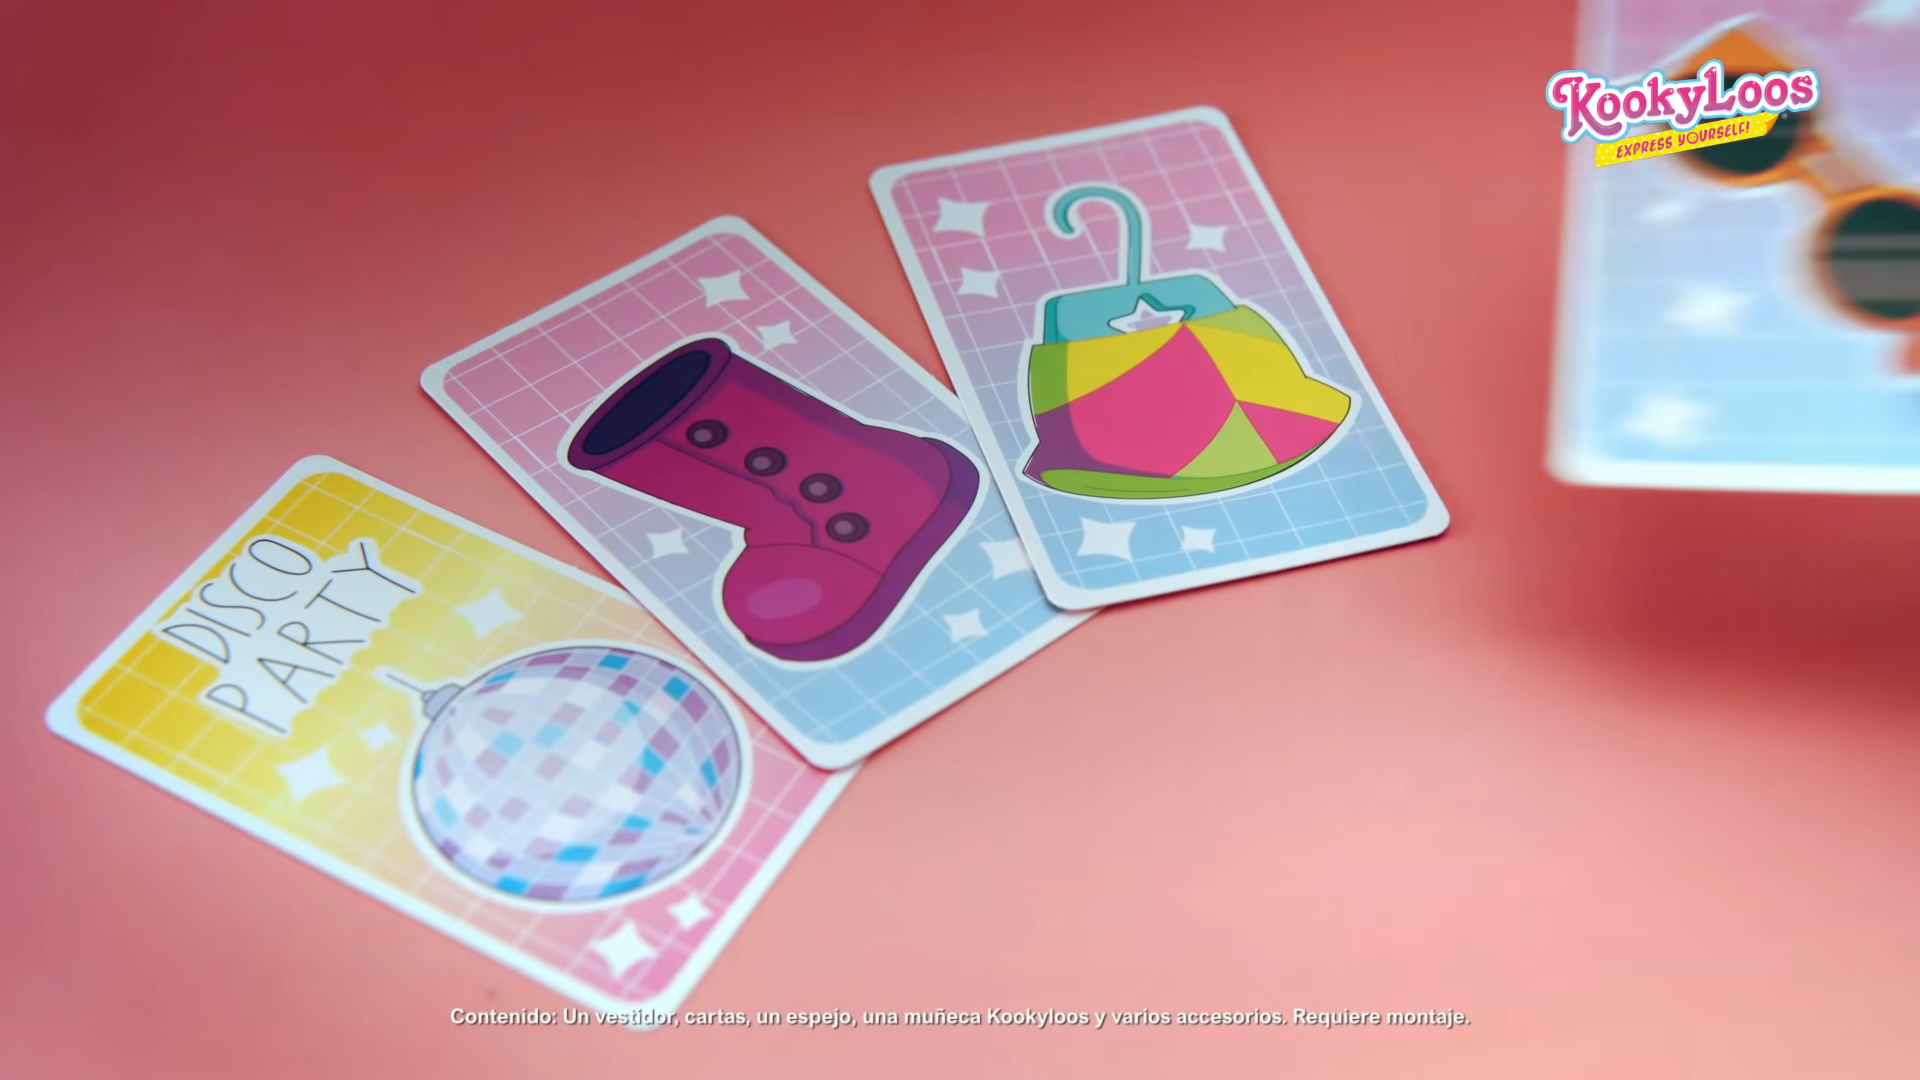 KookyLoos
EXPRESS YOURSELF!
DISCO
PARTY
Contenido: Un vestidor, cartas, un espejo, una muñeca Kookyloos y varios accesorios. Requiere montaje.